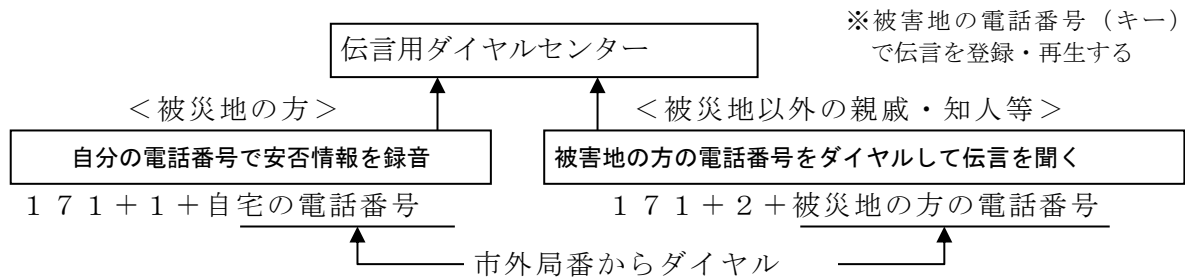 ※被害地の電話番号（キー）
で伝言を登録・再生する
伝言用ダイヤルセンター
＜被災地の方＞
＜被災地以外の親戚・知人等＞
自分の電話番号で安否情報を録音
被害地の方の電話番号をダイヤルして伝言を聞く
１７１＋１＋自宅の電話番号
１７１＋２＋被災地の方の電話番号
市外局番からダイヤル